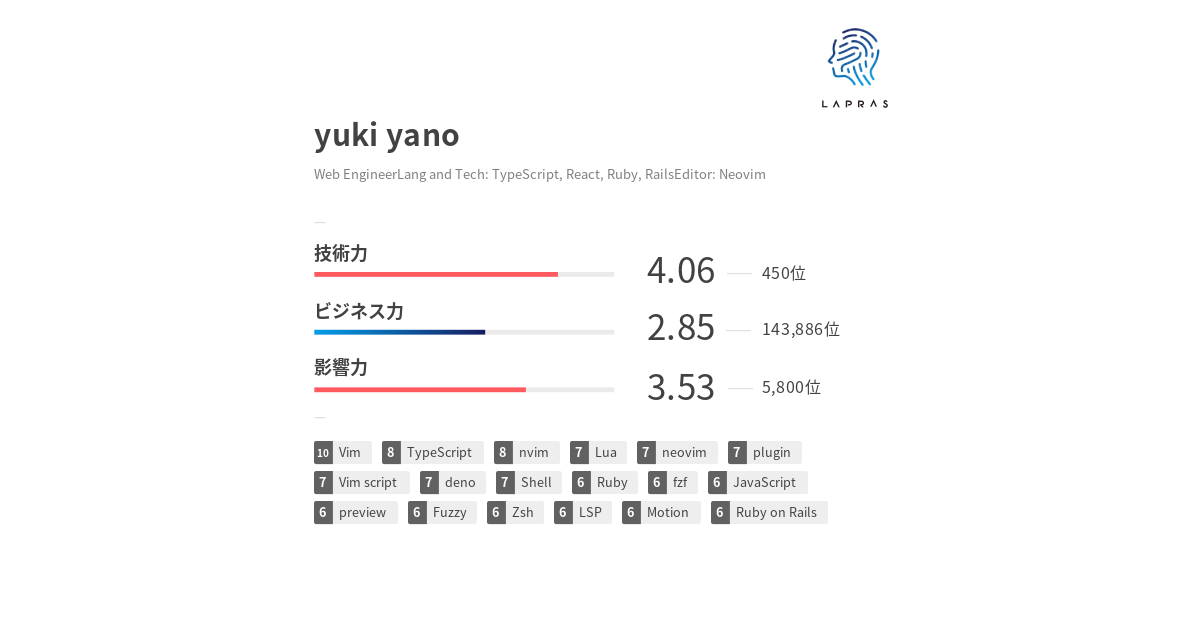 LAPRAS
yuki yano
Web EngineerLang and Tech: TypeScript, React, Ruby, RailsEditor: Neovim
技術力 4.06 450位
ビジネス力 2.85 143,886位
影響力 3.53 5,800位
10 Vim 8 TypeScript 8 nvim 7 Lua 7 neovim 7 plugin
7 Vim script 7 deno 7 Shell 6 Ruby 6 fzf 6 JavaScript
6 preview 6 Fuzzy 6 Zsh 6 LSP 6 Motion 6 Ruby on Rails